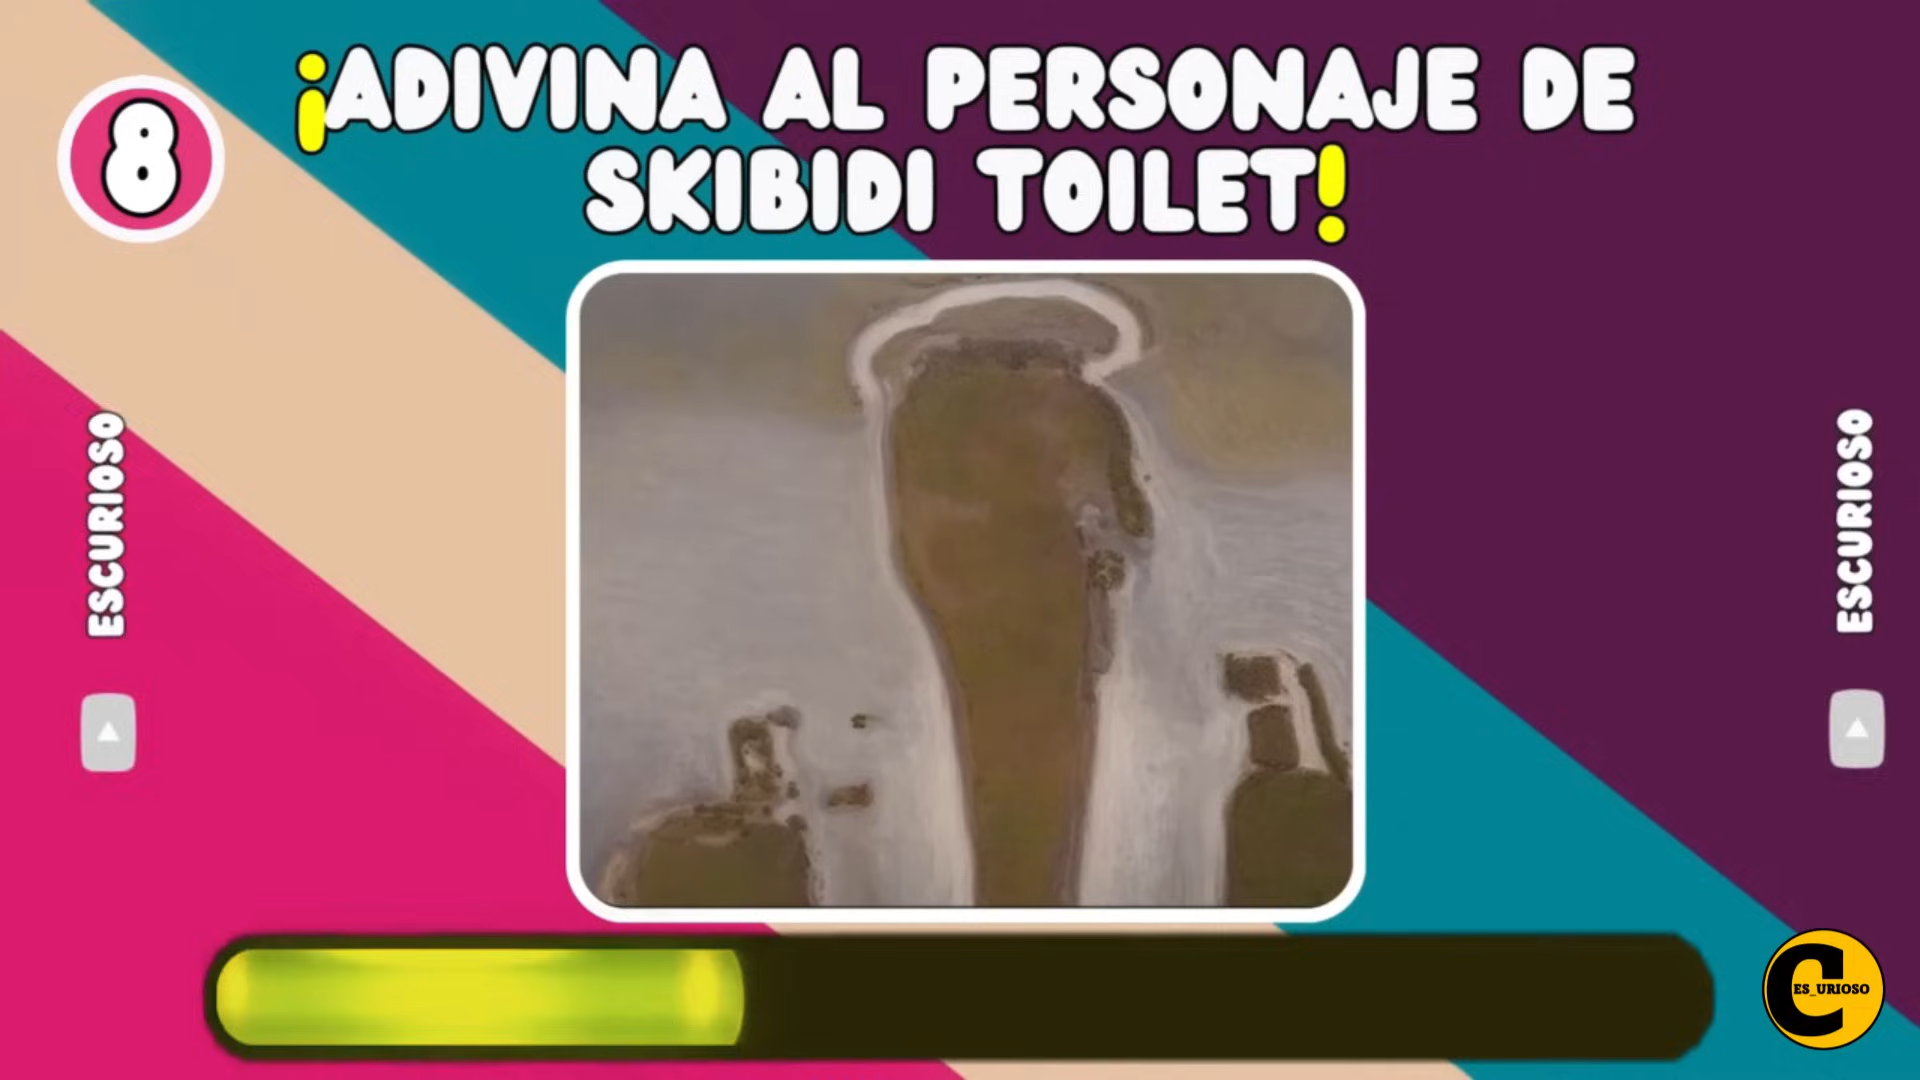 8
¡ADIVINA AL PERSONAJE DE
SKIBIDI TOILET!
ESCURIOSO
ESCURIOSO
C
ES_URIOSO